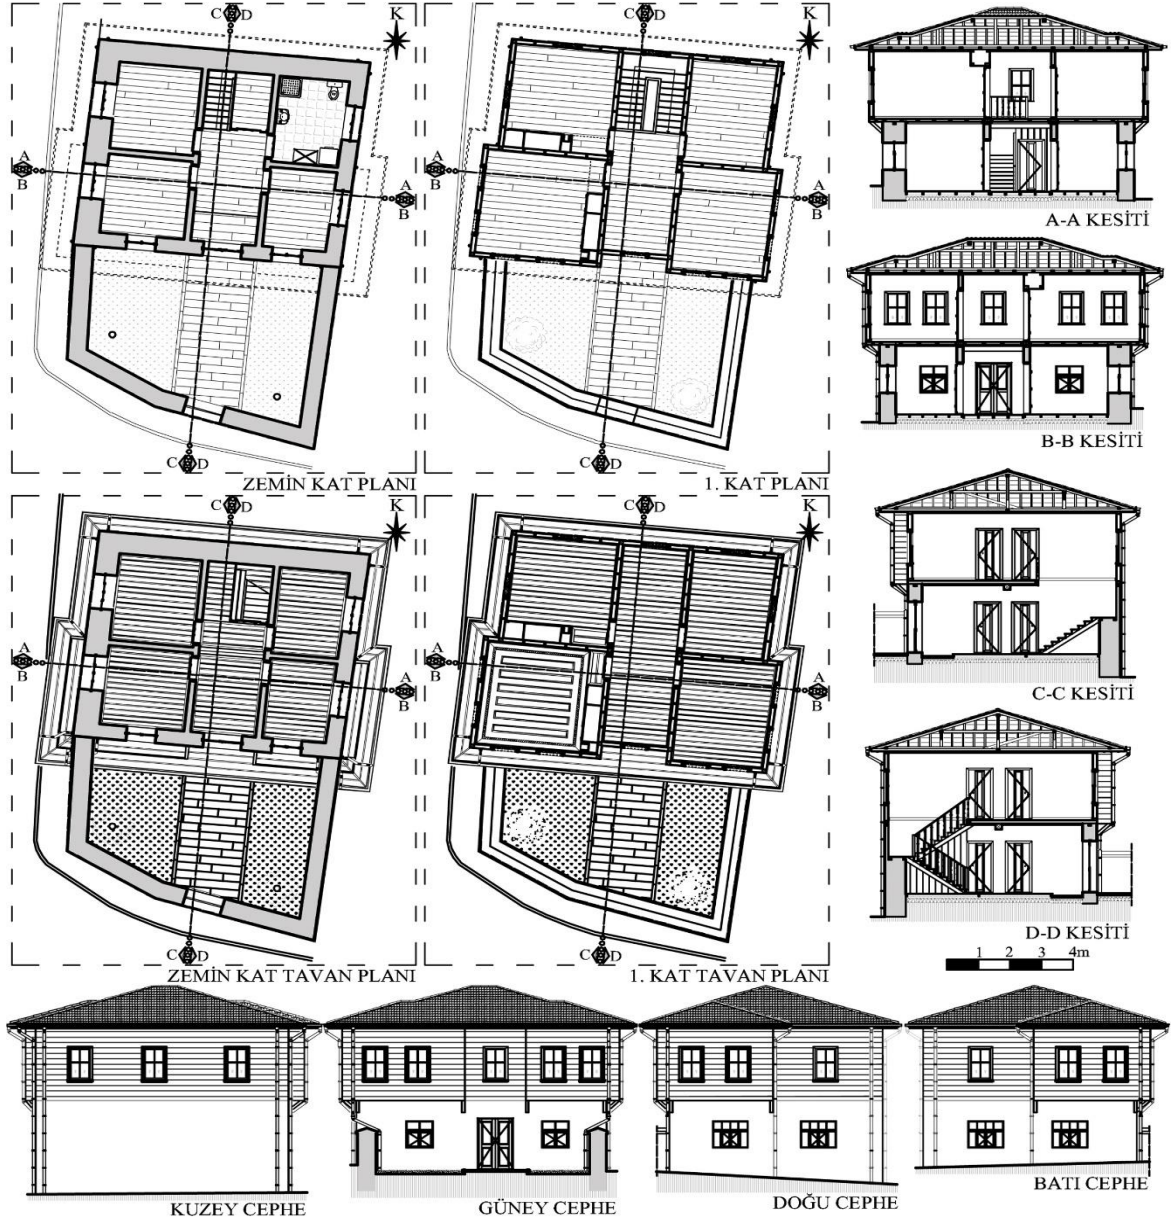 C D
K
A
B
A
B
C D
ZEMİN KAT PLANI
C D
K
A
B
A
B
C D
1. KAT PLANI
A-A KESİTİ
B-B KESİTİ
C D
K
A
B
A
B
C D
ZEMİN KAT TAVAN PLANI
C D
K
A
B
A
B
C D
1. KAT TAVAN PLANI
C-C KESİTİ
D-D KESİTİ
1 2 3 4m
KUZEY CEPHE
GÜNEY CEPHE
DOĞU CEPHE
BATI CEPHE